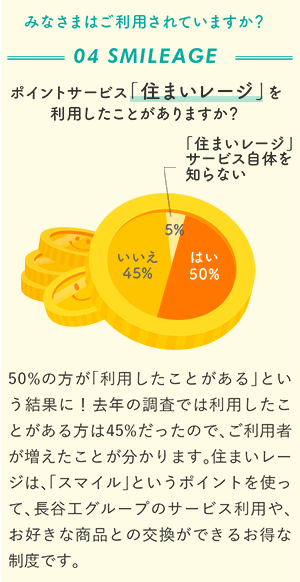 みなさまはご利用されていますか？
04 SMILEAGE
ポイントサービス「住まいレージ」を
利用したことがありますか？
「住まいレージ」
サービス自体を
知らない
5%
いいえ
45%
はい
50%
50%の方が「利用したことがある」とい
う結果に！去年の調査では利用したこ
とがある方は45%だったので、ご利用者
が増えたことが分かります。住まいレー
ジは、「スマイル」というポイントを使っ
て、長谷工グループのサービス利用や、
お好きな商品との交換ができるお得な
制度です。